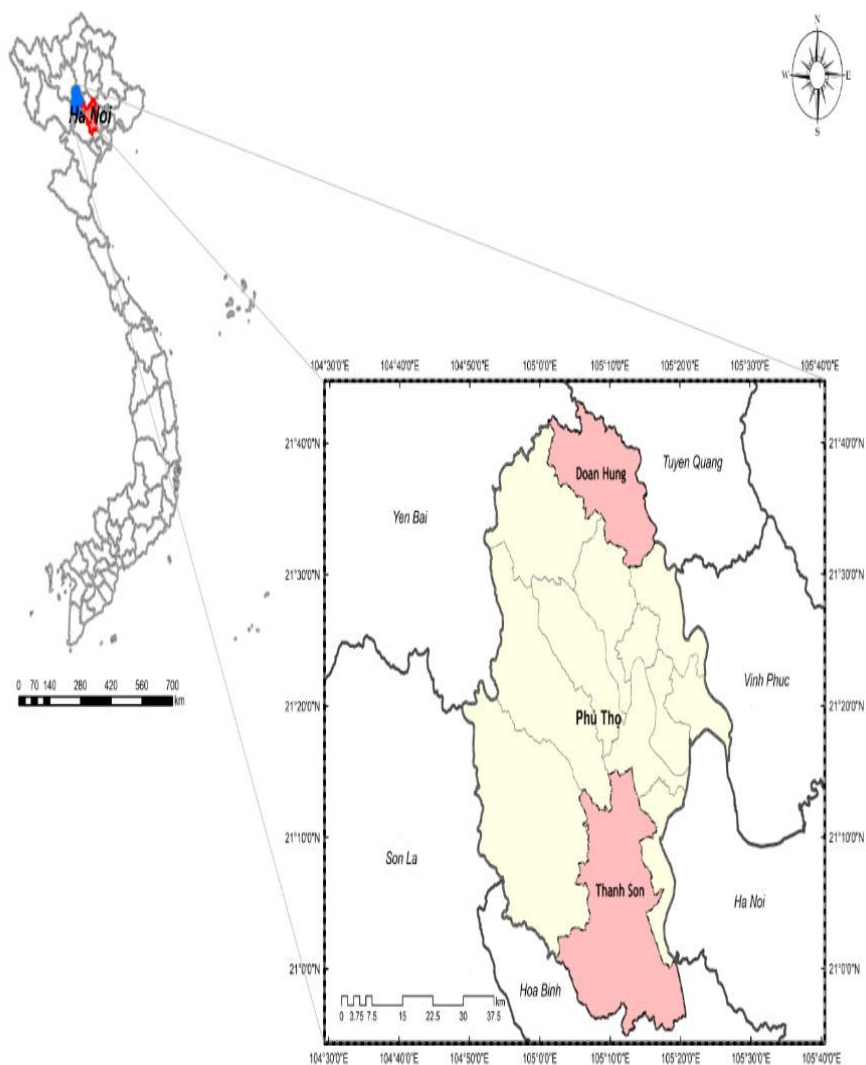 N
W E
S
Ha Noi
0 70 140 280 420 560 700
km
104°30'0"E 104°40'0"E 104°50'0"E 105°0'0"E 105°10'0"E 105°20'0"E 105°30'0"E 105°40'0"E
21°40'0"N 21°40'0"N
Doan Hung
Tuyen Quang
Yen Bai
21°30'0"N 21°30'0"N
Vinh Phuc
21°20'0"N 21°20'0"N
Phú Thọ
21°10'0"N 21°10'0"N
Son La
Thanh Son
Ha Noi
21°0'0"N 21°0'0"N
Hoa Binh
km
0 3.75 7.5 15 22.5 30 37.5
104°30'0"E 104°40'0"E 104°50'0"E 105°0'0"E 105°10'0"E 105°20'0"E 105°30'0"E 105°40'0"E